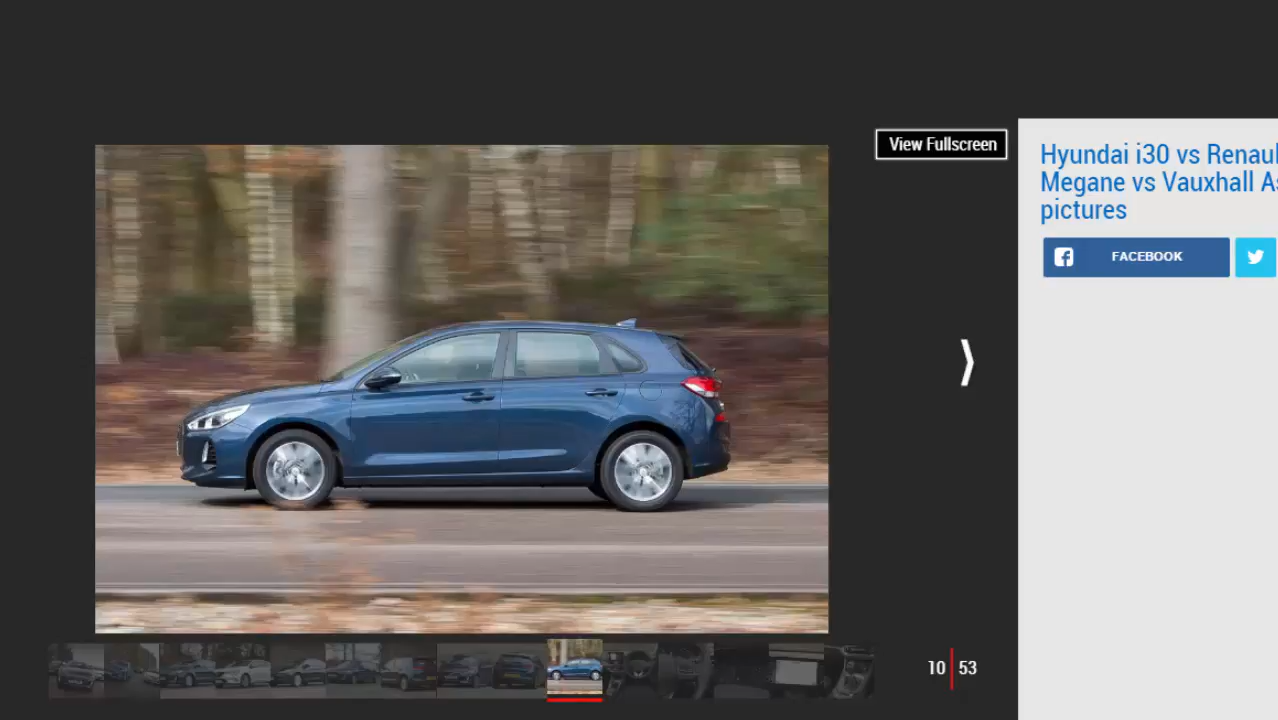 View Fullscreen
Hyundai i30 vs Renaul
Megane vs Vauxhall As
pictures
FACEBOOK
10 53